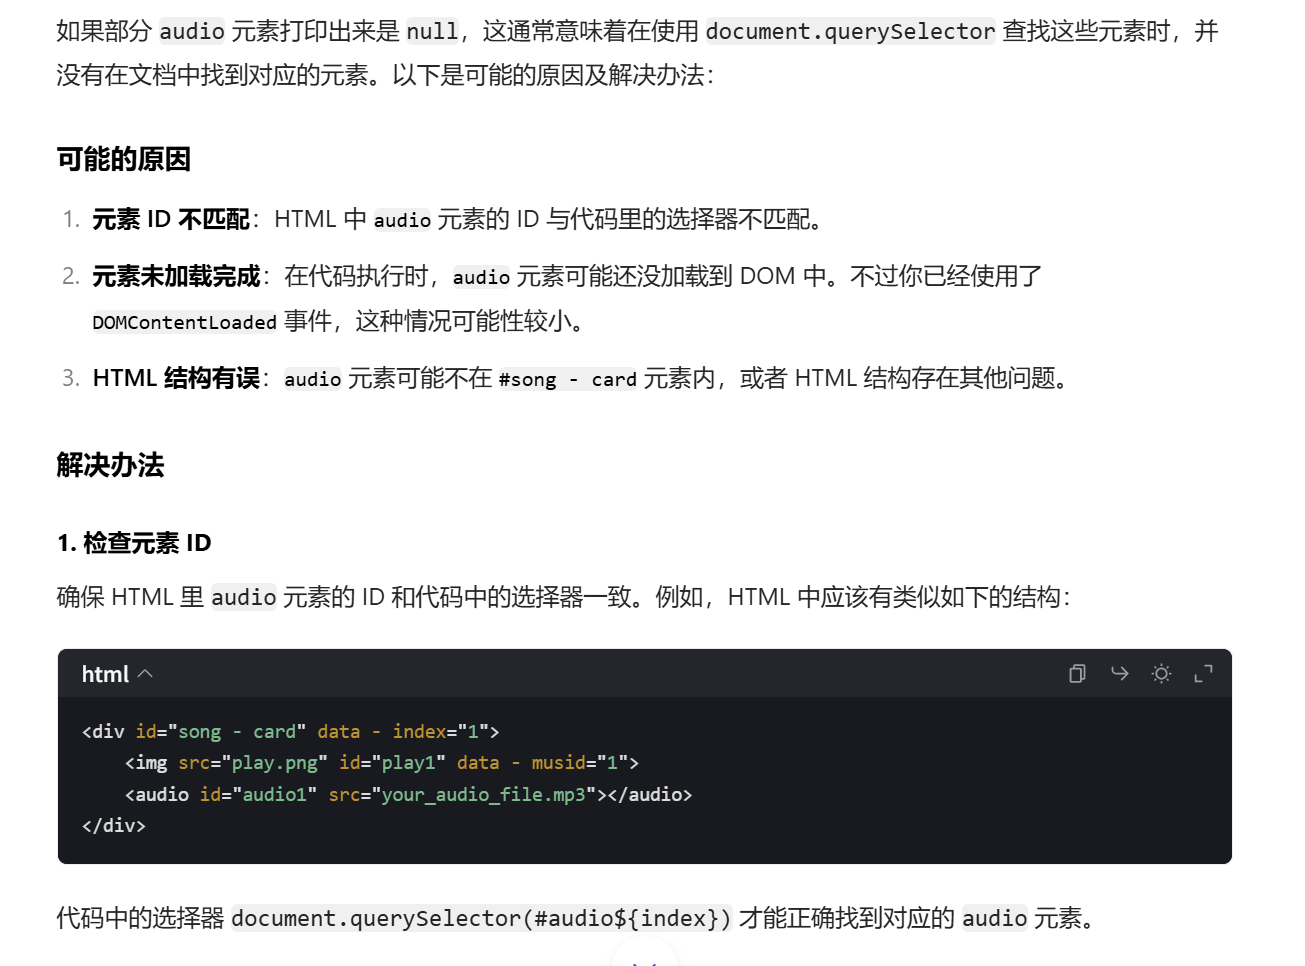 如果部分 audio 元素打印出来是 null，这通常意味着在使用 document.querySelector 查找这些元素时，并
没有在文档中找到对应的元素。以下是可能的原因及解决办法：
可能的原因
1. 元素 ID 不匹配：HTML 中 audio 元素的 ID 与代码里的选择器不匹配。
2. 元素未加载完成：在代码执行时，audio 元素可能还没加载到 DOM 中。不过你已经使用了
DOMContentLoaded 事件，这种情况可能性较小。
3. HTML 结构有误：audio 元素可能不在 #song - card 元素内，或者 HTML 结构存在其他问题。
解决办法
1. 检查元素 ID
确保 HTML 里 audio 元素的 ID 和代码中的选择器一致。例如，HTML 中应该有类似如下的结构：
html
<div id="song - card" data - index="1">
    <img src="play.png" id="play1" data - musid="1">
    <audio id="audio1" src="your_audio_file.mp3"></audio>
</div>
代码中的选择器 document.querySelector(#audio${index}) 才能正确找到对应的 audio 元素。